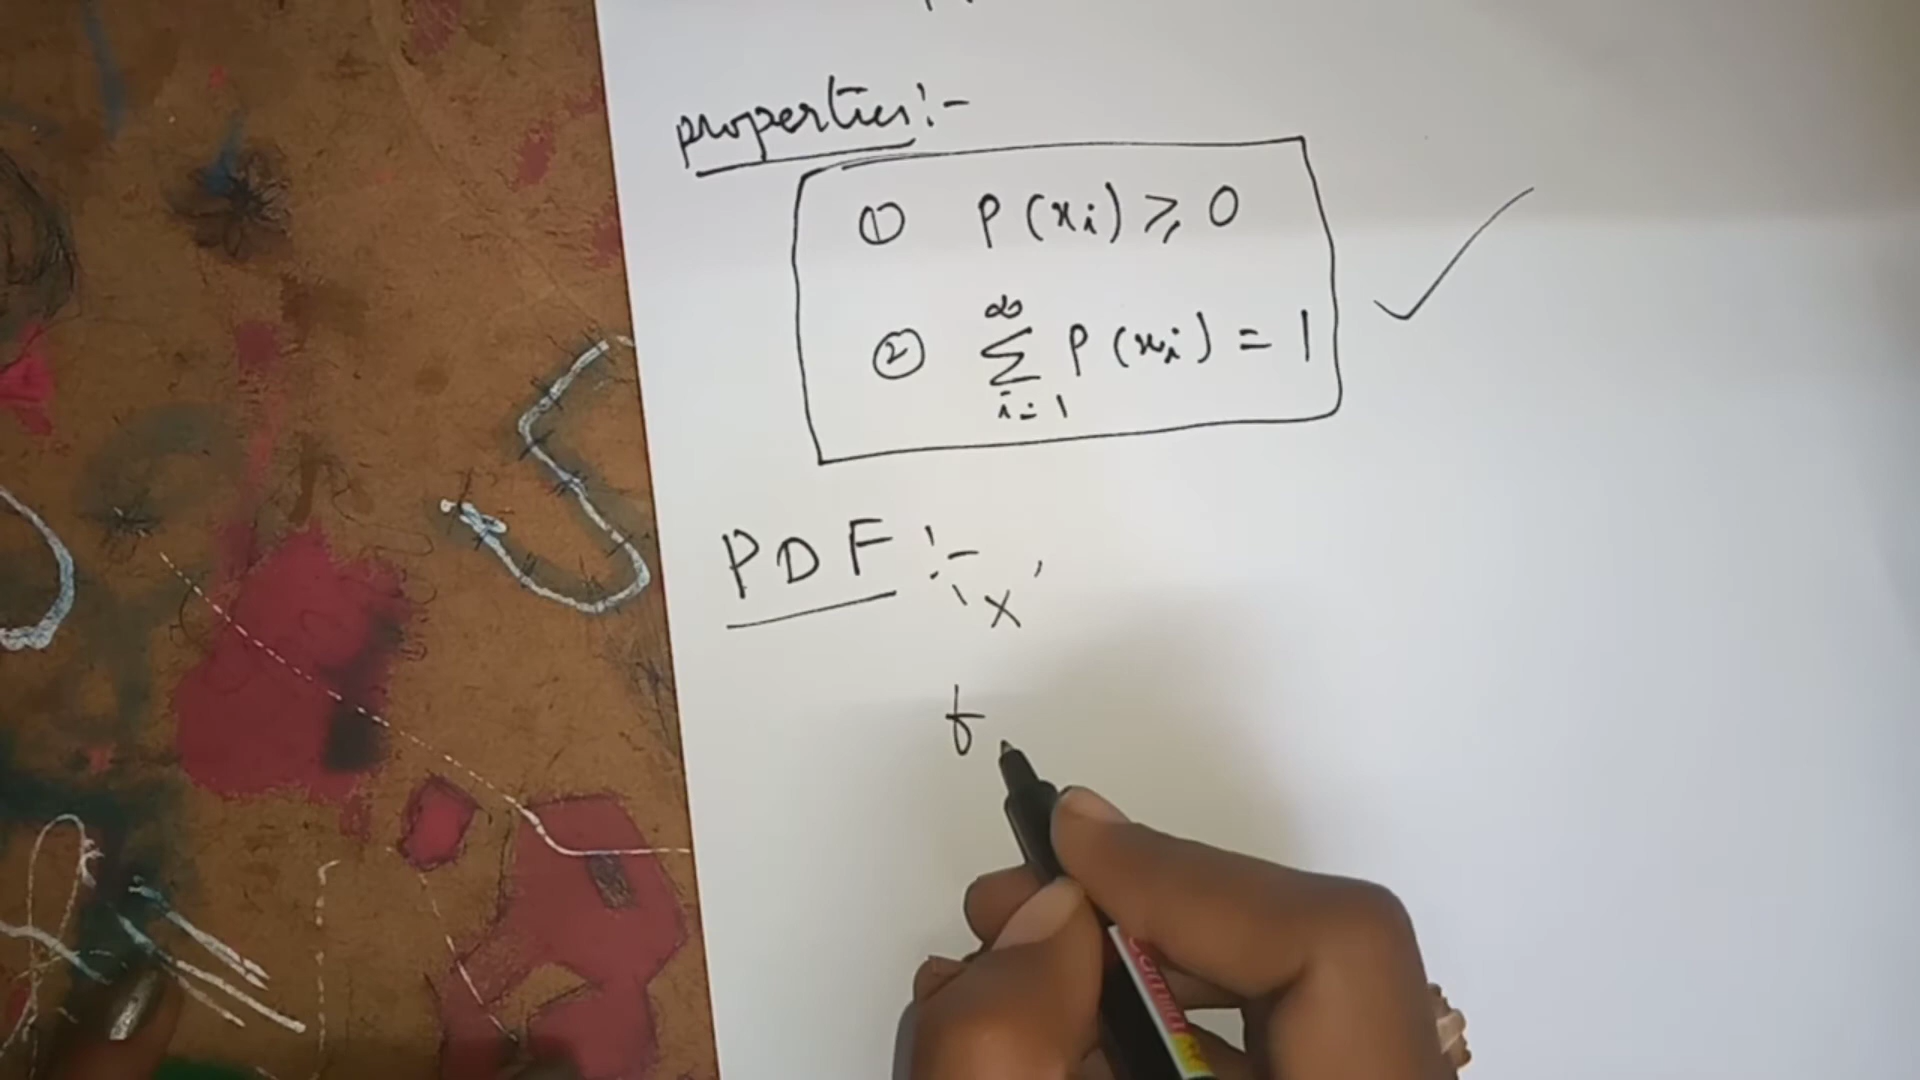 properties:-
① P(xi) ≥ 0
② ∞ Σ i=1 P(xi) = 1
PDF:-
'X'
f